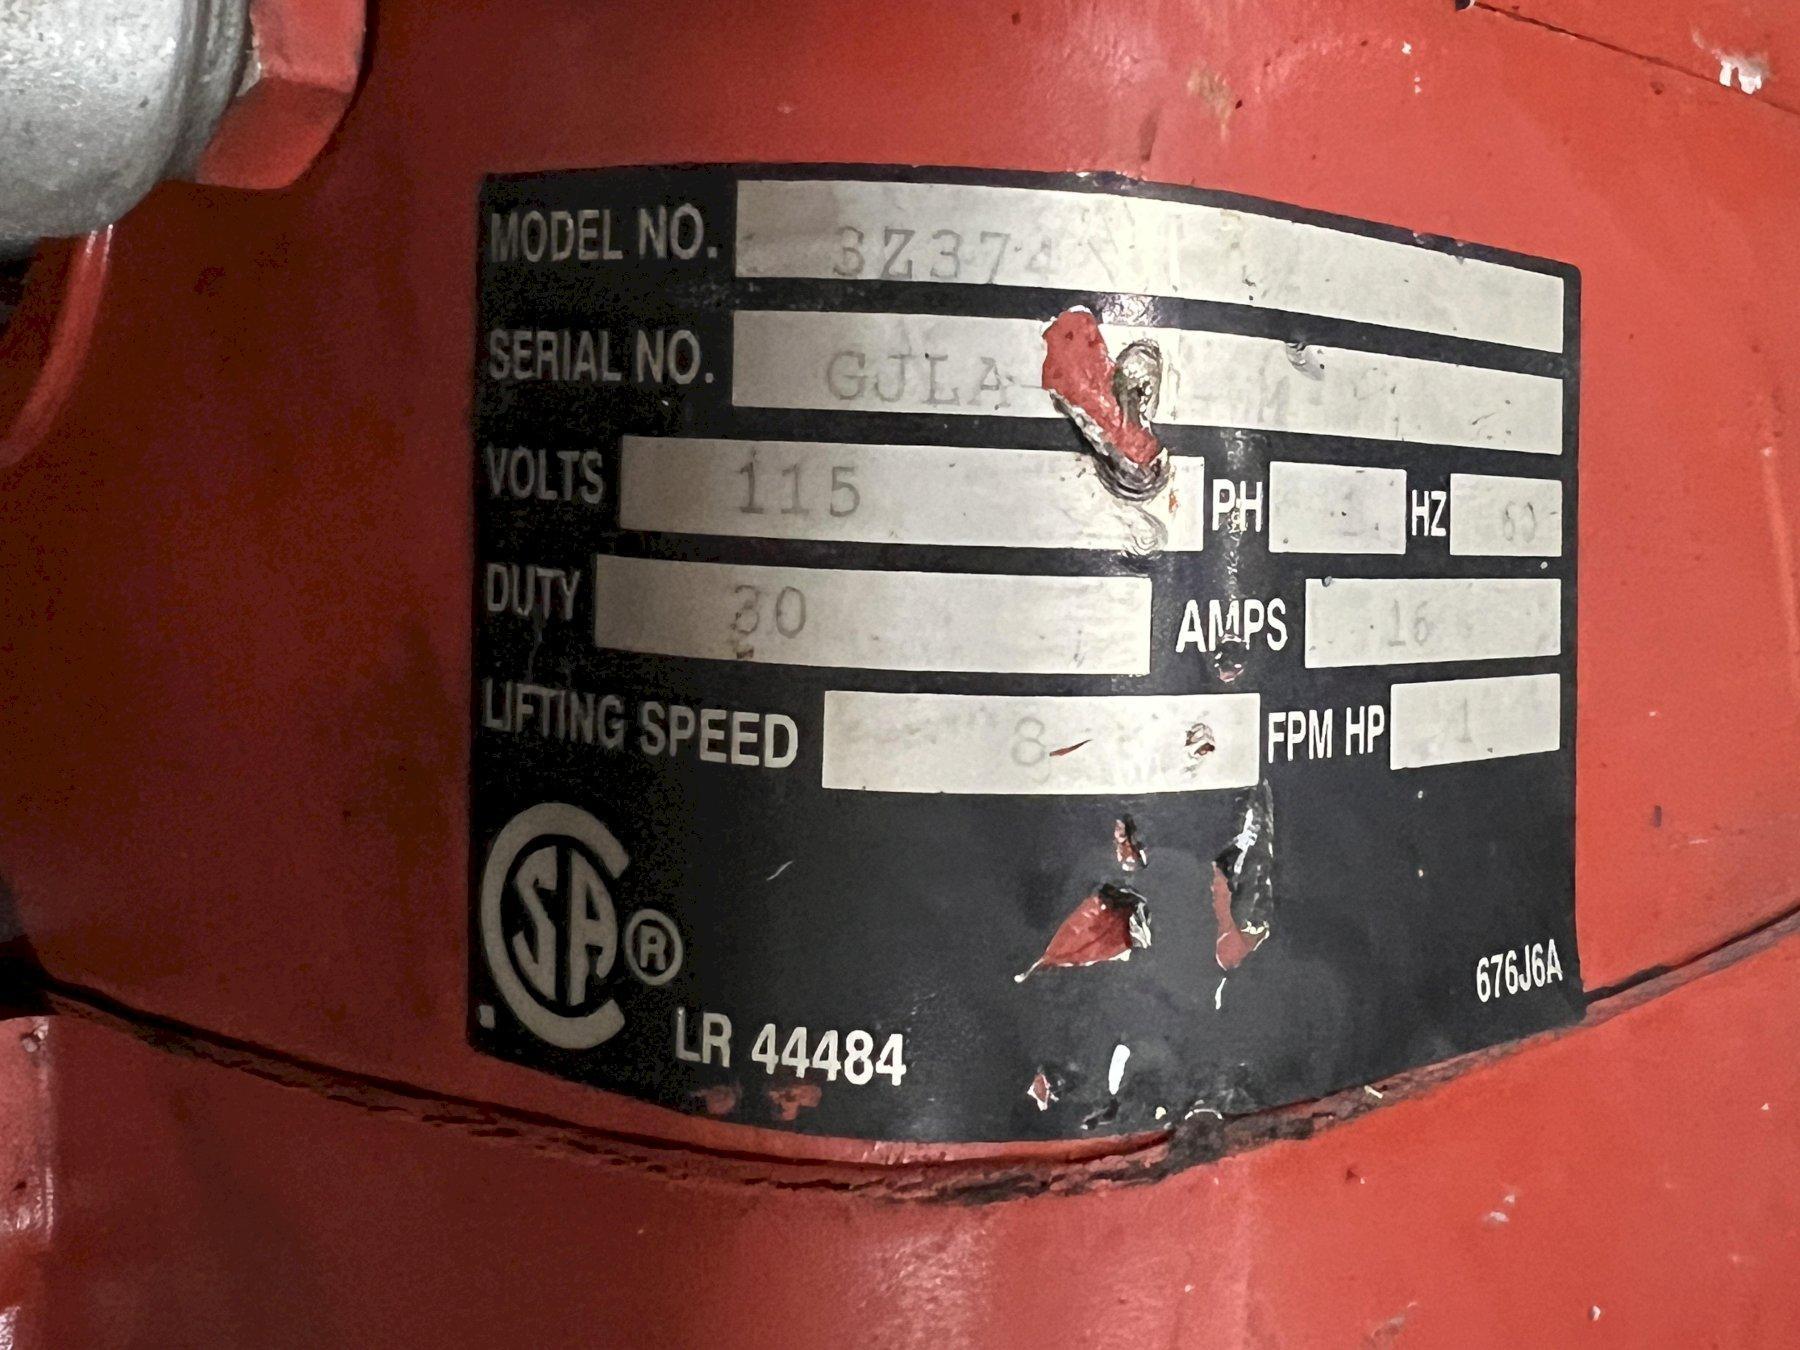 MODEL NO. 3Z374
SERIAL NO. GJLA
VOLTS 115 PH 1 HZ 60
DUTY 30 AMPS 16
LIFTING SPEED 8 FPM HP 1
CSA ®
LR 44484
676J6A